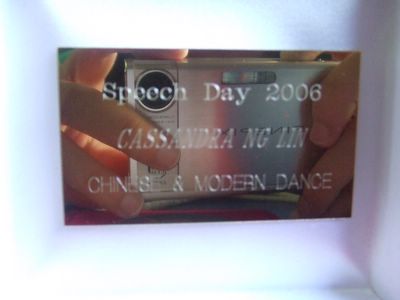 Speech Day 2006
CASSANDRA NG LIN
CHINESE & MODERN DANCE